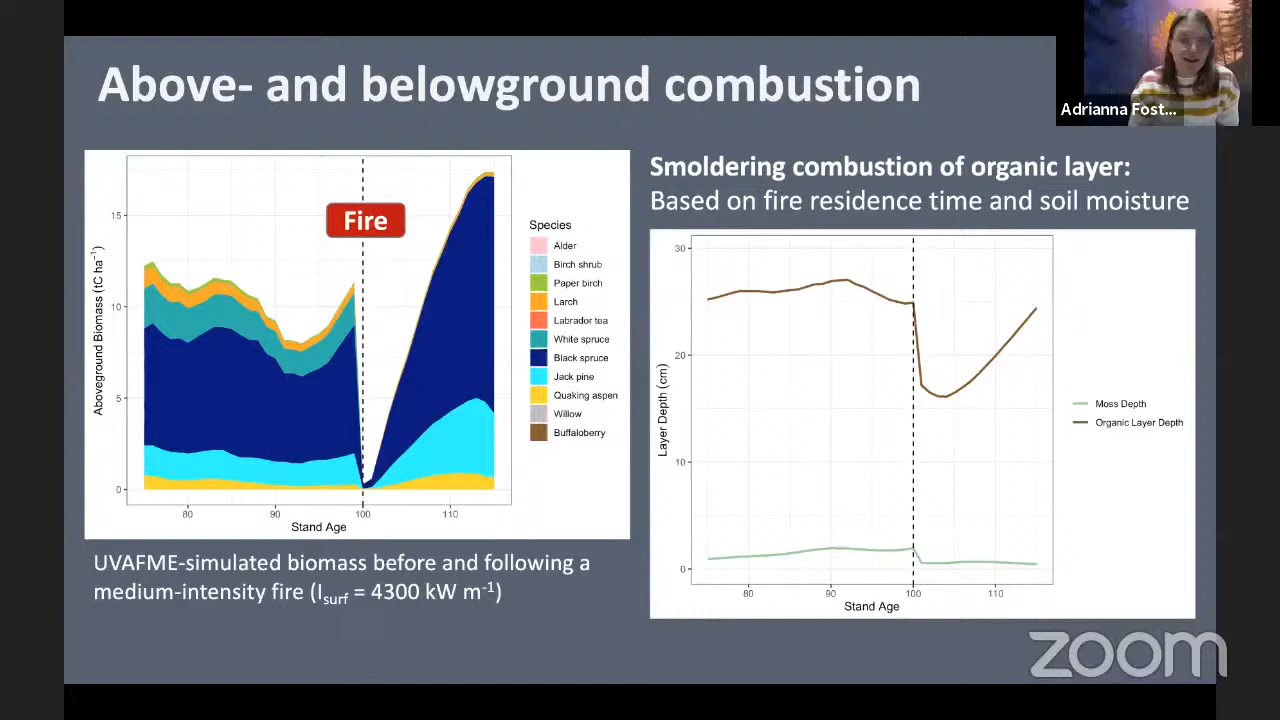 Above- and belowground combustion
Adrianna Fost...
Smoldering combustion of organic layer:
Based on fire residence time and soil moisture
Fire
Aboveground Biomass (tC ha⁻¹)
15
10
5
0
80
90
100
110
Stand Age
Species
Alder
Birch shrub
Paper birch
Larch
Labrador tea
White spruce
Black spruce
Jack pine
Quaking aspen
Willow
Buffaloberry
UVAFME-simulated biomass before and following a
medium-intensity fire (Isurf = 4300 kW m⁻¹)
Layer Depth (cm)
30
20
10
0
80
90
100
110
Stand Age
Moss Depth
Organic Layer Depth
zoom